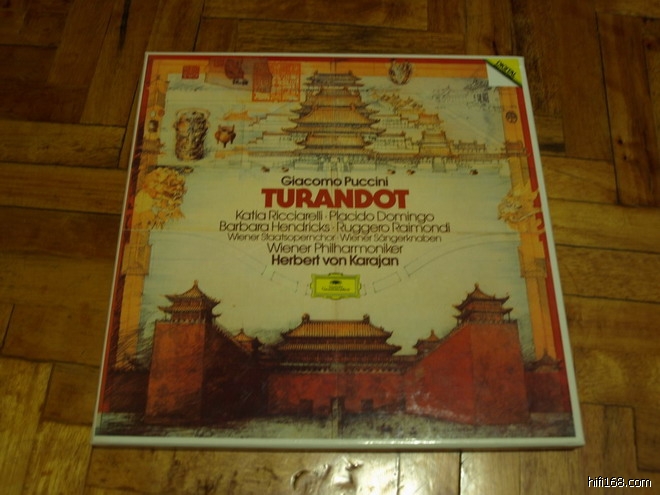 DIGITAL
Giacomo Puccini
TURANDOT
Katia Ricciarelli · Placido Domingo
Barbara Hendricks · Ruggero Raimondi
Wiener Staatsopernchor · Wiener Sängerknaben
Wiener Philharmoniker
Herbert von Karajan
hifi168.com